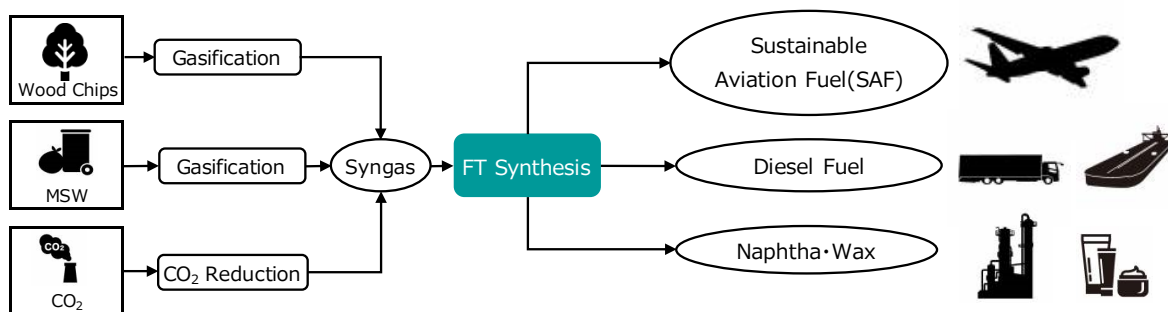 Wood Chips
Gasification
MSW
Gasification
CO₂
CO₂
CO₂ Reduction
Syngas
FT Synthesis
Sustainable
Aviation Fuel(SAF)
Diesel Fuel
Naphtha・Wax